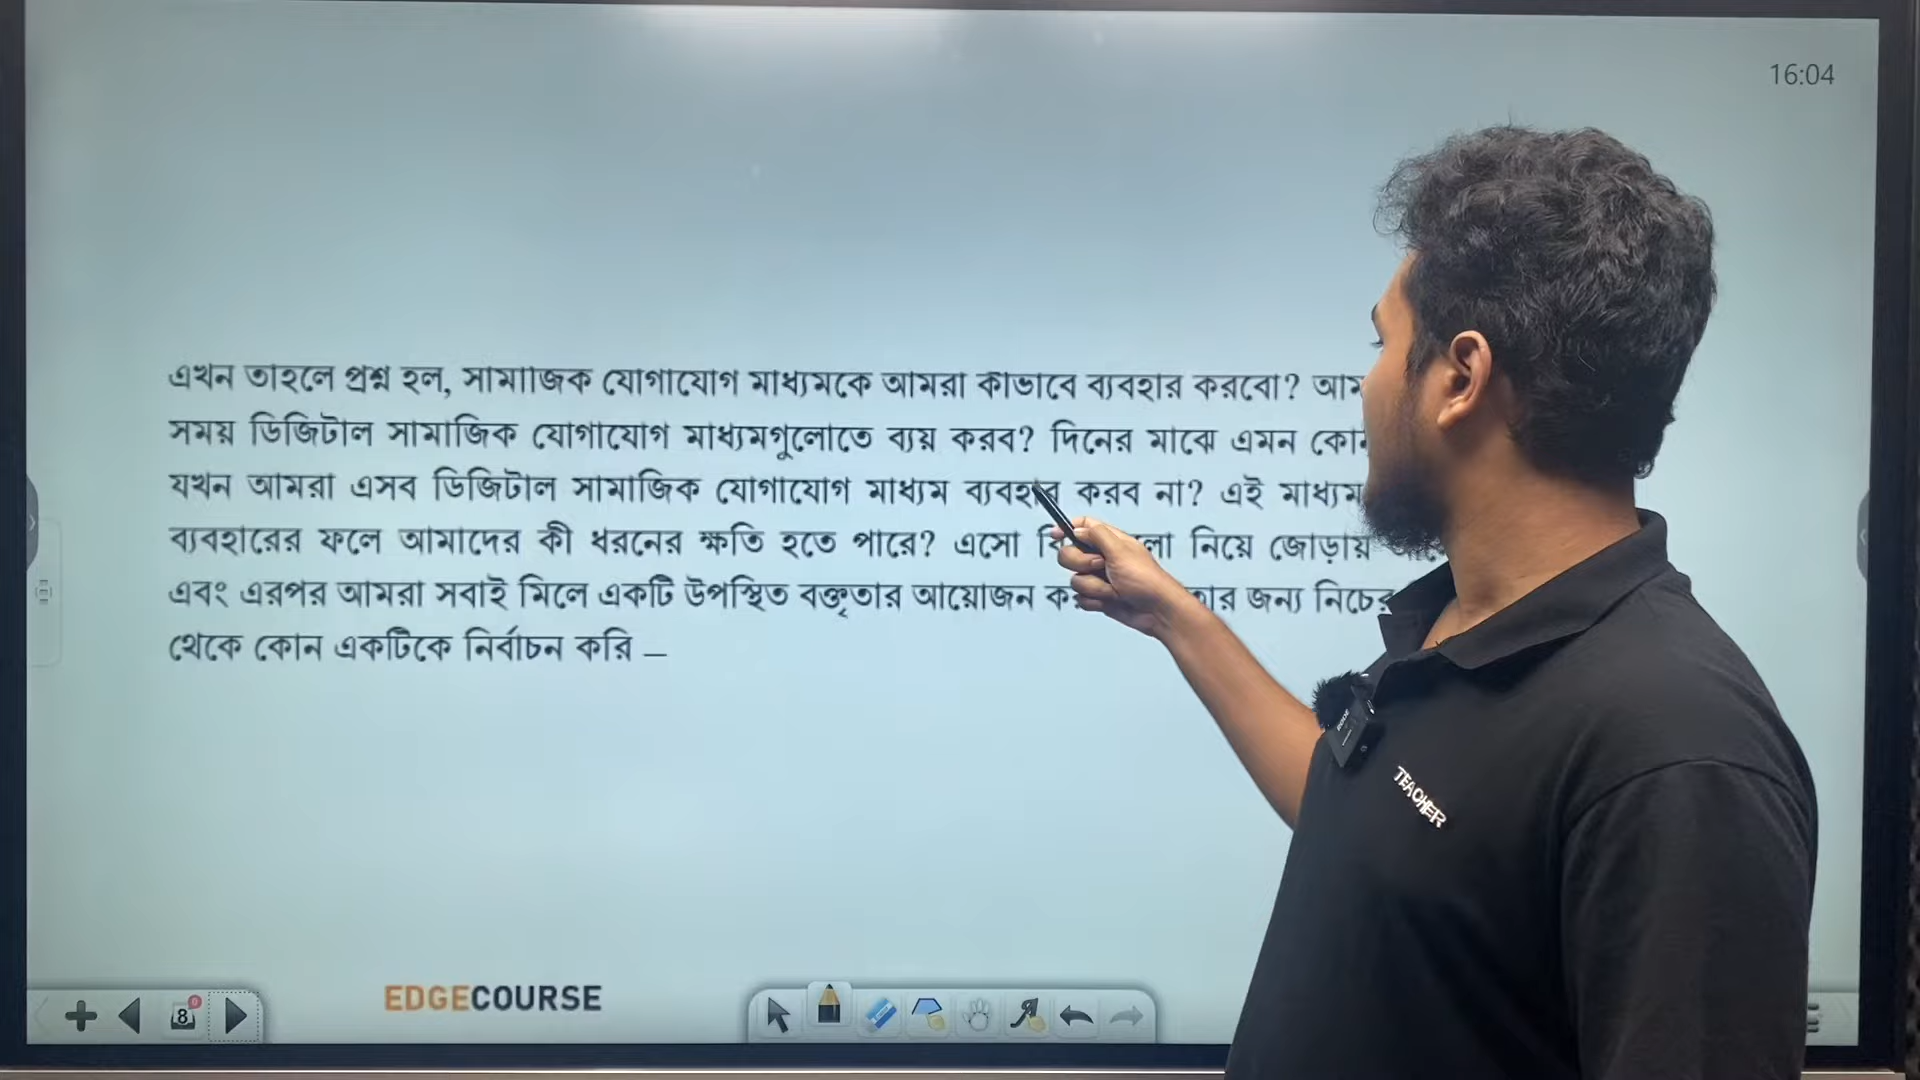 16:04
এখন তাহলে প্রশ্ন হল, সামাজিক যোগাযোগ মাধ্যমকে আমরা কীভাবে ব্যবহার করবো?
সময় ডিজিটাল সামাজিক যোগাযোগ মাধ্যমগুলোতে ব্যয় করব? দিনের মাঝে এমন
যখন আমরা এসব ডিজিটাল সামাজিক যোগাযোগ মাধ্যম ব্যবহার করব না? এই
ব্যবহারের ফলে আমাদের কী ধরনের ক্ষতি হতে পারে? এসো নিয়ে জোড়ায়
এবং এরপর আমরা সবাই মিলে একটি উপস্থিত বক্তৃতার আয়োজন জন্য নিচের
থেকে কোন একটিকে নির্বাচন করি –
RODE
TEACHER
8
0
EDGECOURSE